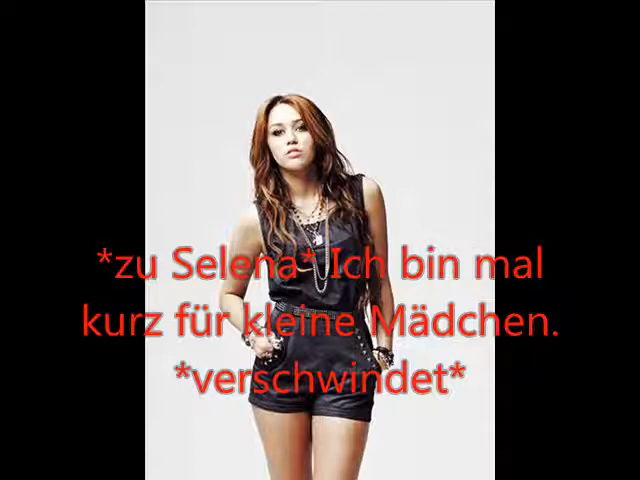 *zu Selena* Ich bin mal
kurz für kleine Mädchen.
*verschwindet*